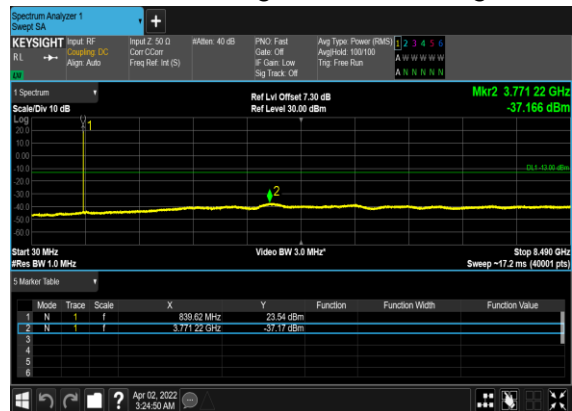 Spectrum Analyzer 1
Swept SA
+
KEYSIGHT Input: RF Input Z: 50 Ω #Atten: 40 dB PNO: Fast Avg Type: Power (RMS) 1 2 3 4 5 6
RL Coupling: DC Corr CCorr Gate: Off Avg|Hold: 100/100 A W W W W W
Align: Auto Freq Ref: Int (S) IF Gain: Low Trig: Free Run
LXI Sig Track: Off A N N N N N
1 Spectrum Ref Lvl Offset 7.30 dB Mkr2 3.771 22 GHz
Scale/Div 10 dB Ref Level 30.00 dBm -37.166 dBm
Log
20.0
10.0
0.00
-10.0
-20.0
-30.0
-40.0
-50.0
-60.0
1
DL1 -13.00 dBm
2
Start 30 MHz Video BW 3.0 MHz* Stop 8.490 GHz
#Res BW 1.0 MHz Sweep ~17.2 ms (40001 pts)
5 Marker Table
Mode Trace Scale X Y Function Function Width Function Value
1 N 1 f 839.62 MHz 23.54 dBm
2 N 1 f 3.771 22 GHz -37.17 dBm
3
4
5
6
? Apr 02, 2022
3:24:50 AM